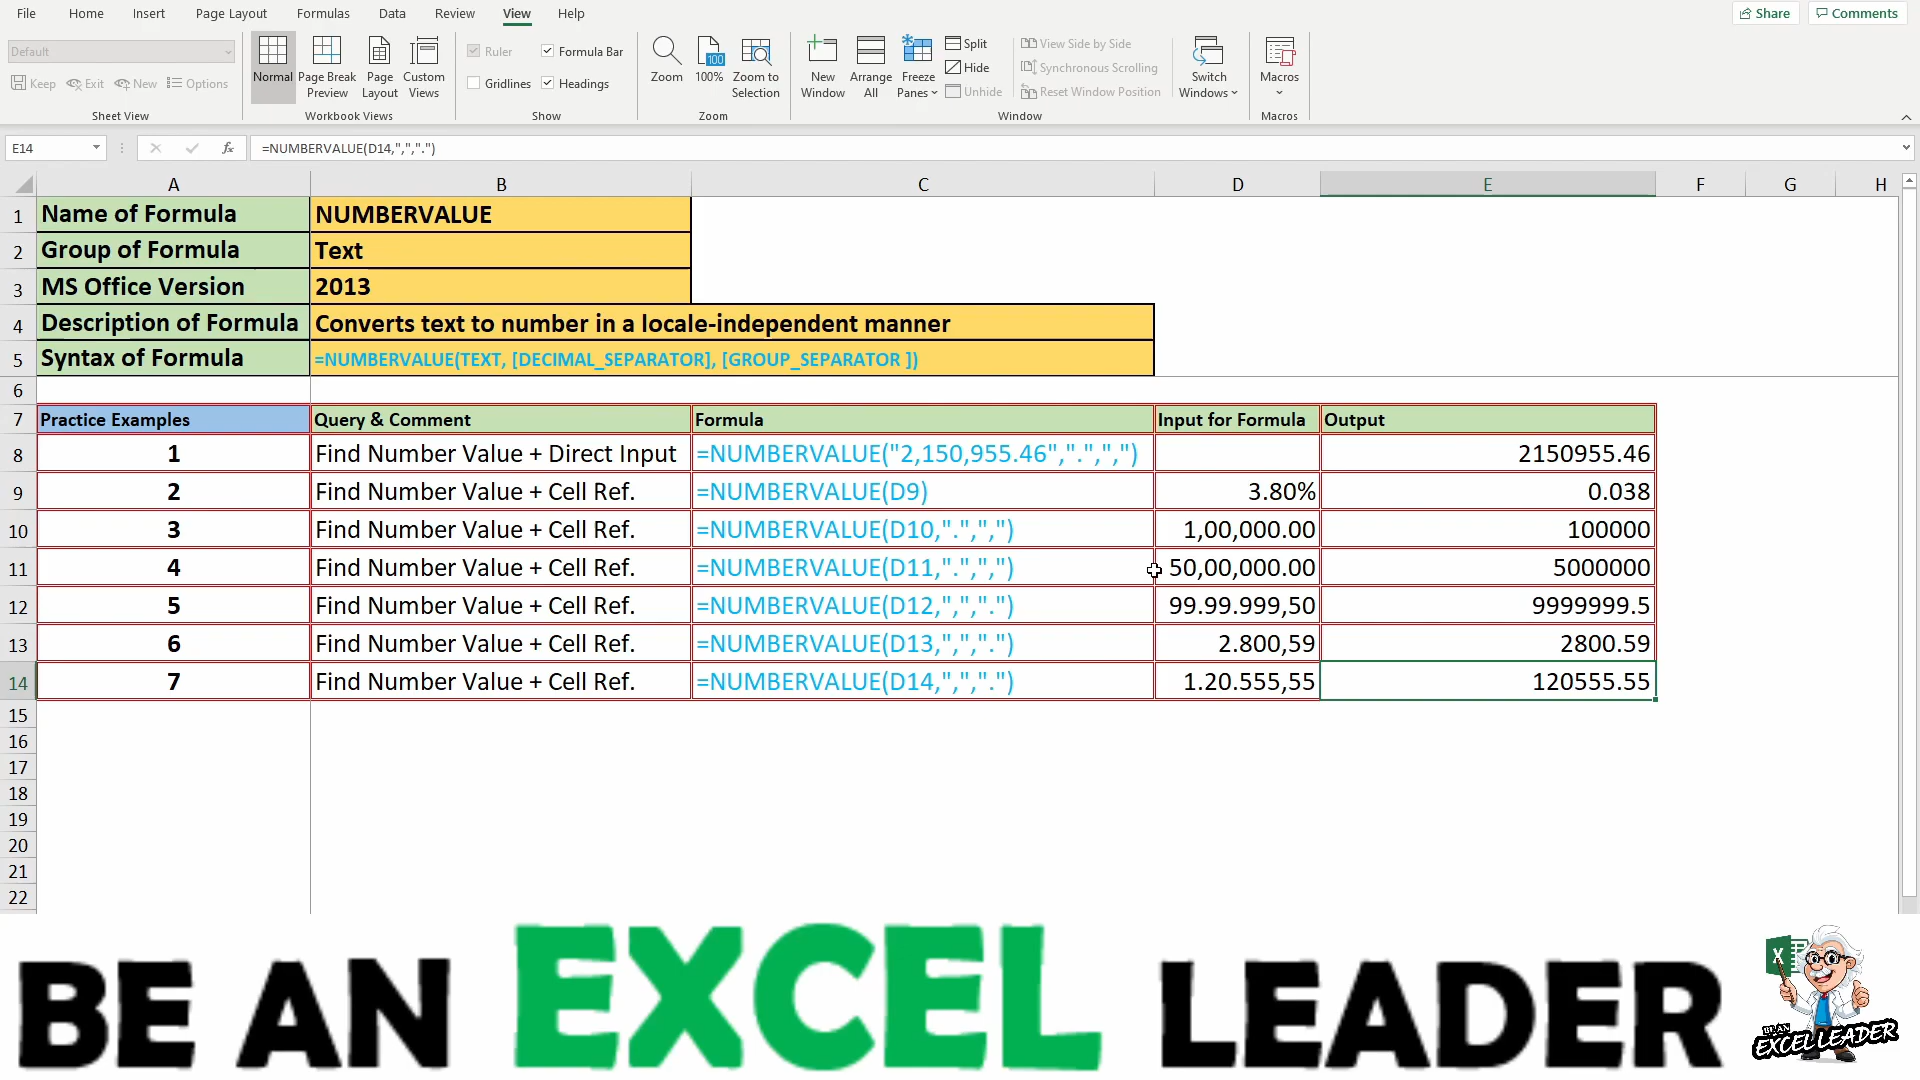 File Home Insert Page Layout Formulas Data Review View Help Share Comments
Default
Keep Exit New Options
Sheet View
Normal Page Break Preview Page Layout Custom Views
Workbook Views
Ruler Formula Bar
Gridlines Headings
Show
Zoom 100 100% Zoom to Selection
Zoom
New Window Arrange All Freeze Panes
Split
Hide
Unhide
View Side by Side
Synchronous Scrolling
Reset Window Position
Switch Windows
Window
Macros
Macros
E14 fx =NUMBERVALUE(D14,",",".")
A B C D E F G H
1 Name of Formula NUMBERVALUE
2 Group of Formula Text
3 MS Office Version 2013
4 Description of Formula Converts text to number in a locale-independent manner
5 Syntax of Formula =NUMBERVALUE(TEXT, [DECIMAL_SEPARATOR], [GROUP_SEPARATOR ])
6
7 Practice Examples Query & Comment Formula Input for Formula Output
8 1 Find Number Value + Direct Input =NUMBERVALUE("2,150,955.46",".",",") 2150955.46
9 2 Find Number Value + Cell Ref. =NUMBERVALUE(D9) 3.80% 0.038
10 3 Find Number Value + Cell Ref. =NUMBERVALUE(D10,".",",") 1,00,000.00 100000
11 4 Find Number Value + Cell Ref. =NUMBERVALUE(D11,".",",") 50,00,000.00 5000000
12 5 Find Number Value + Cell Ref. =NUMBERVALUE(D12,",",".") 99.99.999,50 9999999.5
13 6 Find Number Value + Cell Ref. =NUMBERVALUE(D13,",",".") 2.800,59 2800.59
14 7 Find Number Value + Cell Ref. =NUMBERVALUE(D14,",",".") 1.20.555,55 120555.55
15
16
17
18
19
20
21
22
BE AN EXCEL LEADER
X
BE AN
EXCEL LEADER